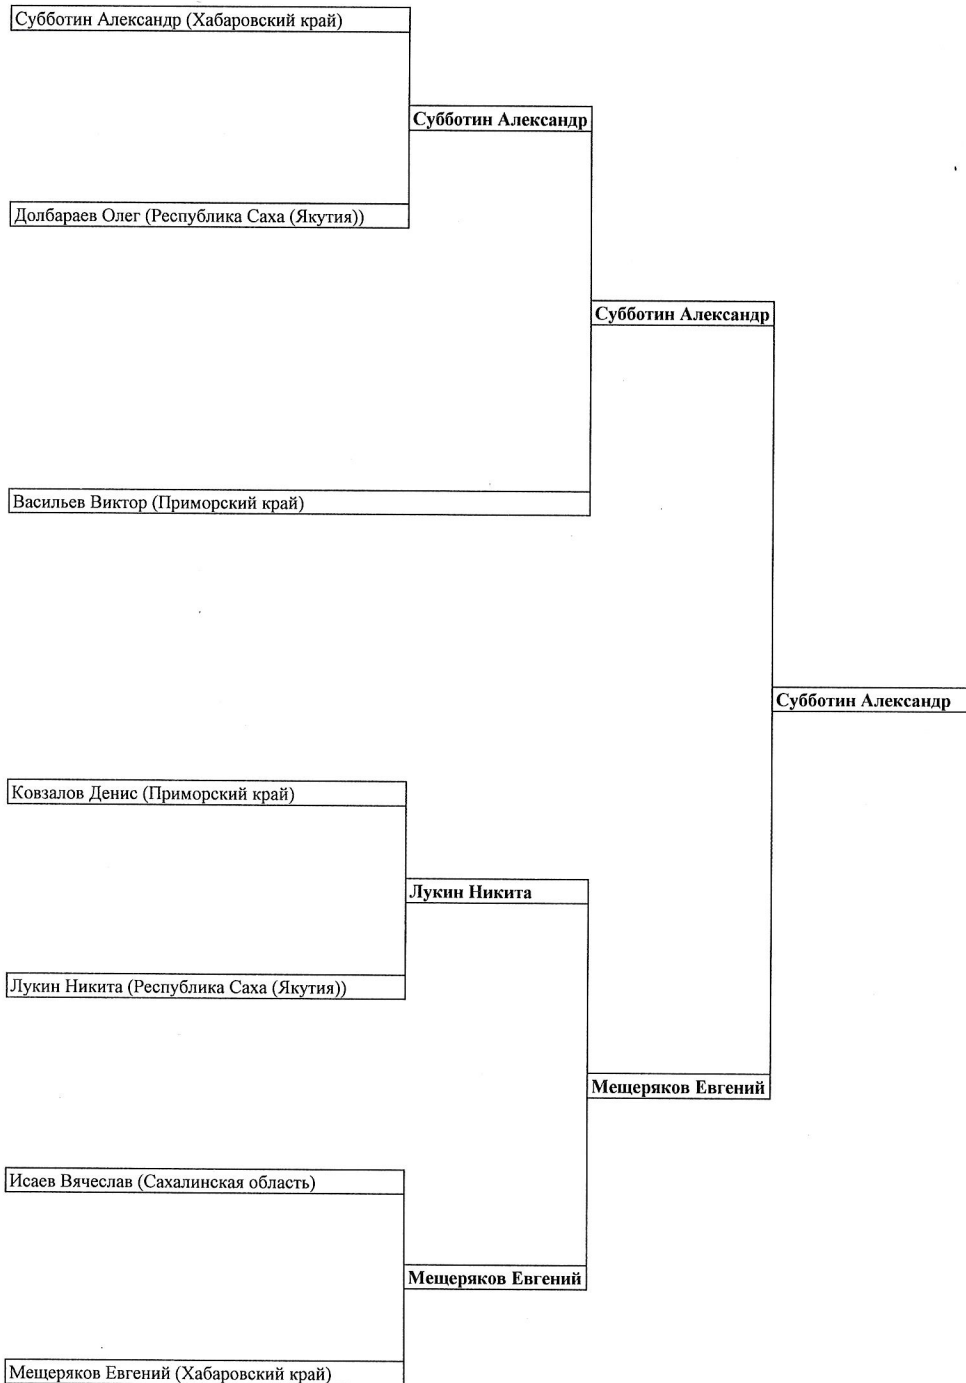 Субботин Александр (Хабаровский край)
Субботин Александр
Долбараев Олег (Республика Саха (Якутия))
Субботин Александр
Васильев Виктор (Приморский край)
Субботин Александр
Ковзалов Денис (Приморский край)
Лукин Никита
Лукин Никита (Республика Саха (Якутия))
Мещеряков Евгений
Исаев Вячеслав (Сахалинская область)
Мещеряков Евгений
Мещеряков Евгений (Хабаровский край)